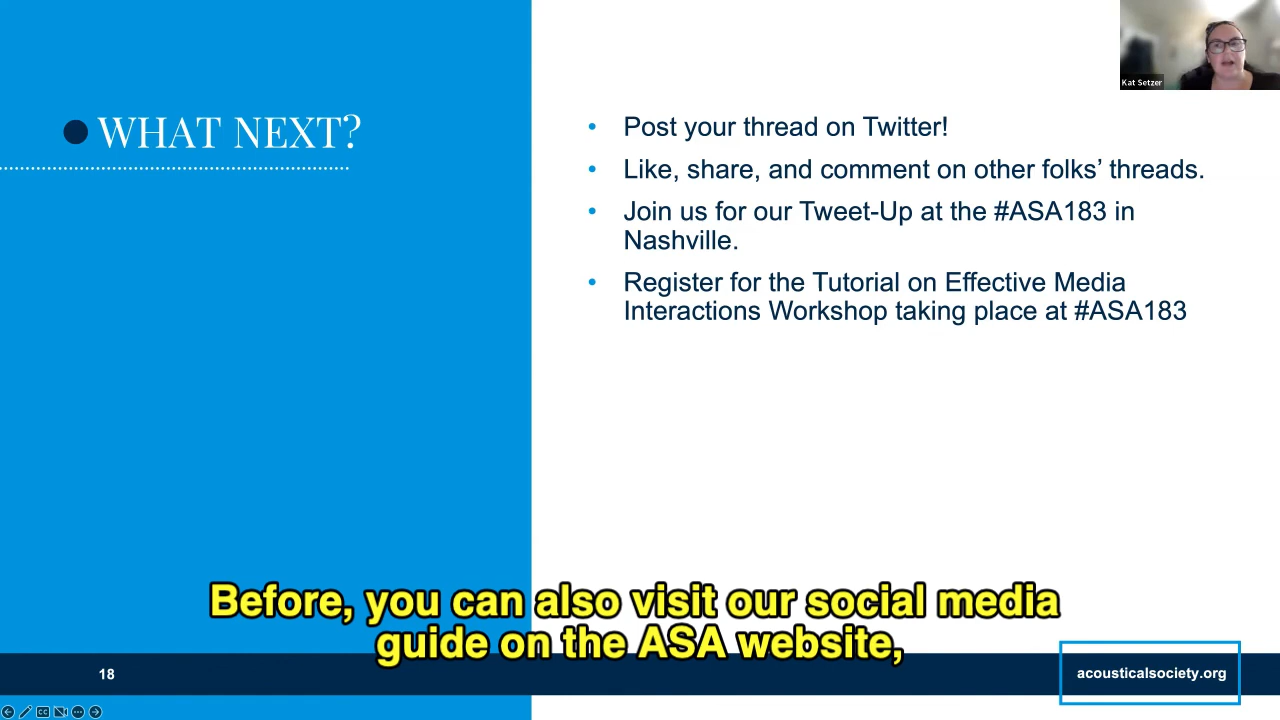 Kat Setzer
WHAT NEXT?
• Post your thread on Twitter!
• Like, share, and comment on other folks’ threads.
• Join us for our Tweet-Up at the #ASA183 in
Nashville.
• Register for the Tutorial on Effective Media
Interactions Workshop taking place at #ASA183
Before, you can also visit our social media
guide on the ASA website,
18
acousticalsociety.org
CC